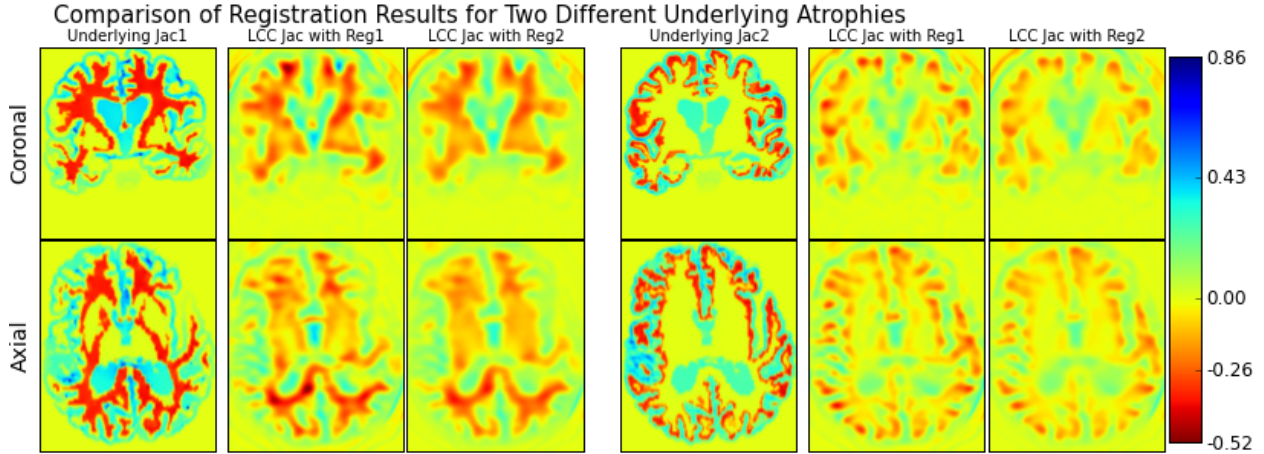 Comparison of Registration Results for Two Different Underlying Atrophies
Underlying Jac1 LCC Jac with Reg1 LCC Jac with Reg2 Underlying Jac2 LCC Jac with Reg1 LCC Jac with Reg2
Coronal
Axial
0.86
0.43
0.00
-0.26
-0.52